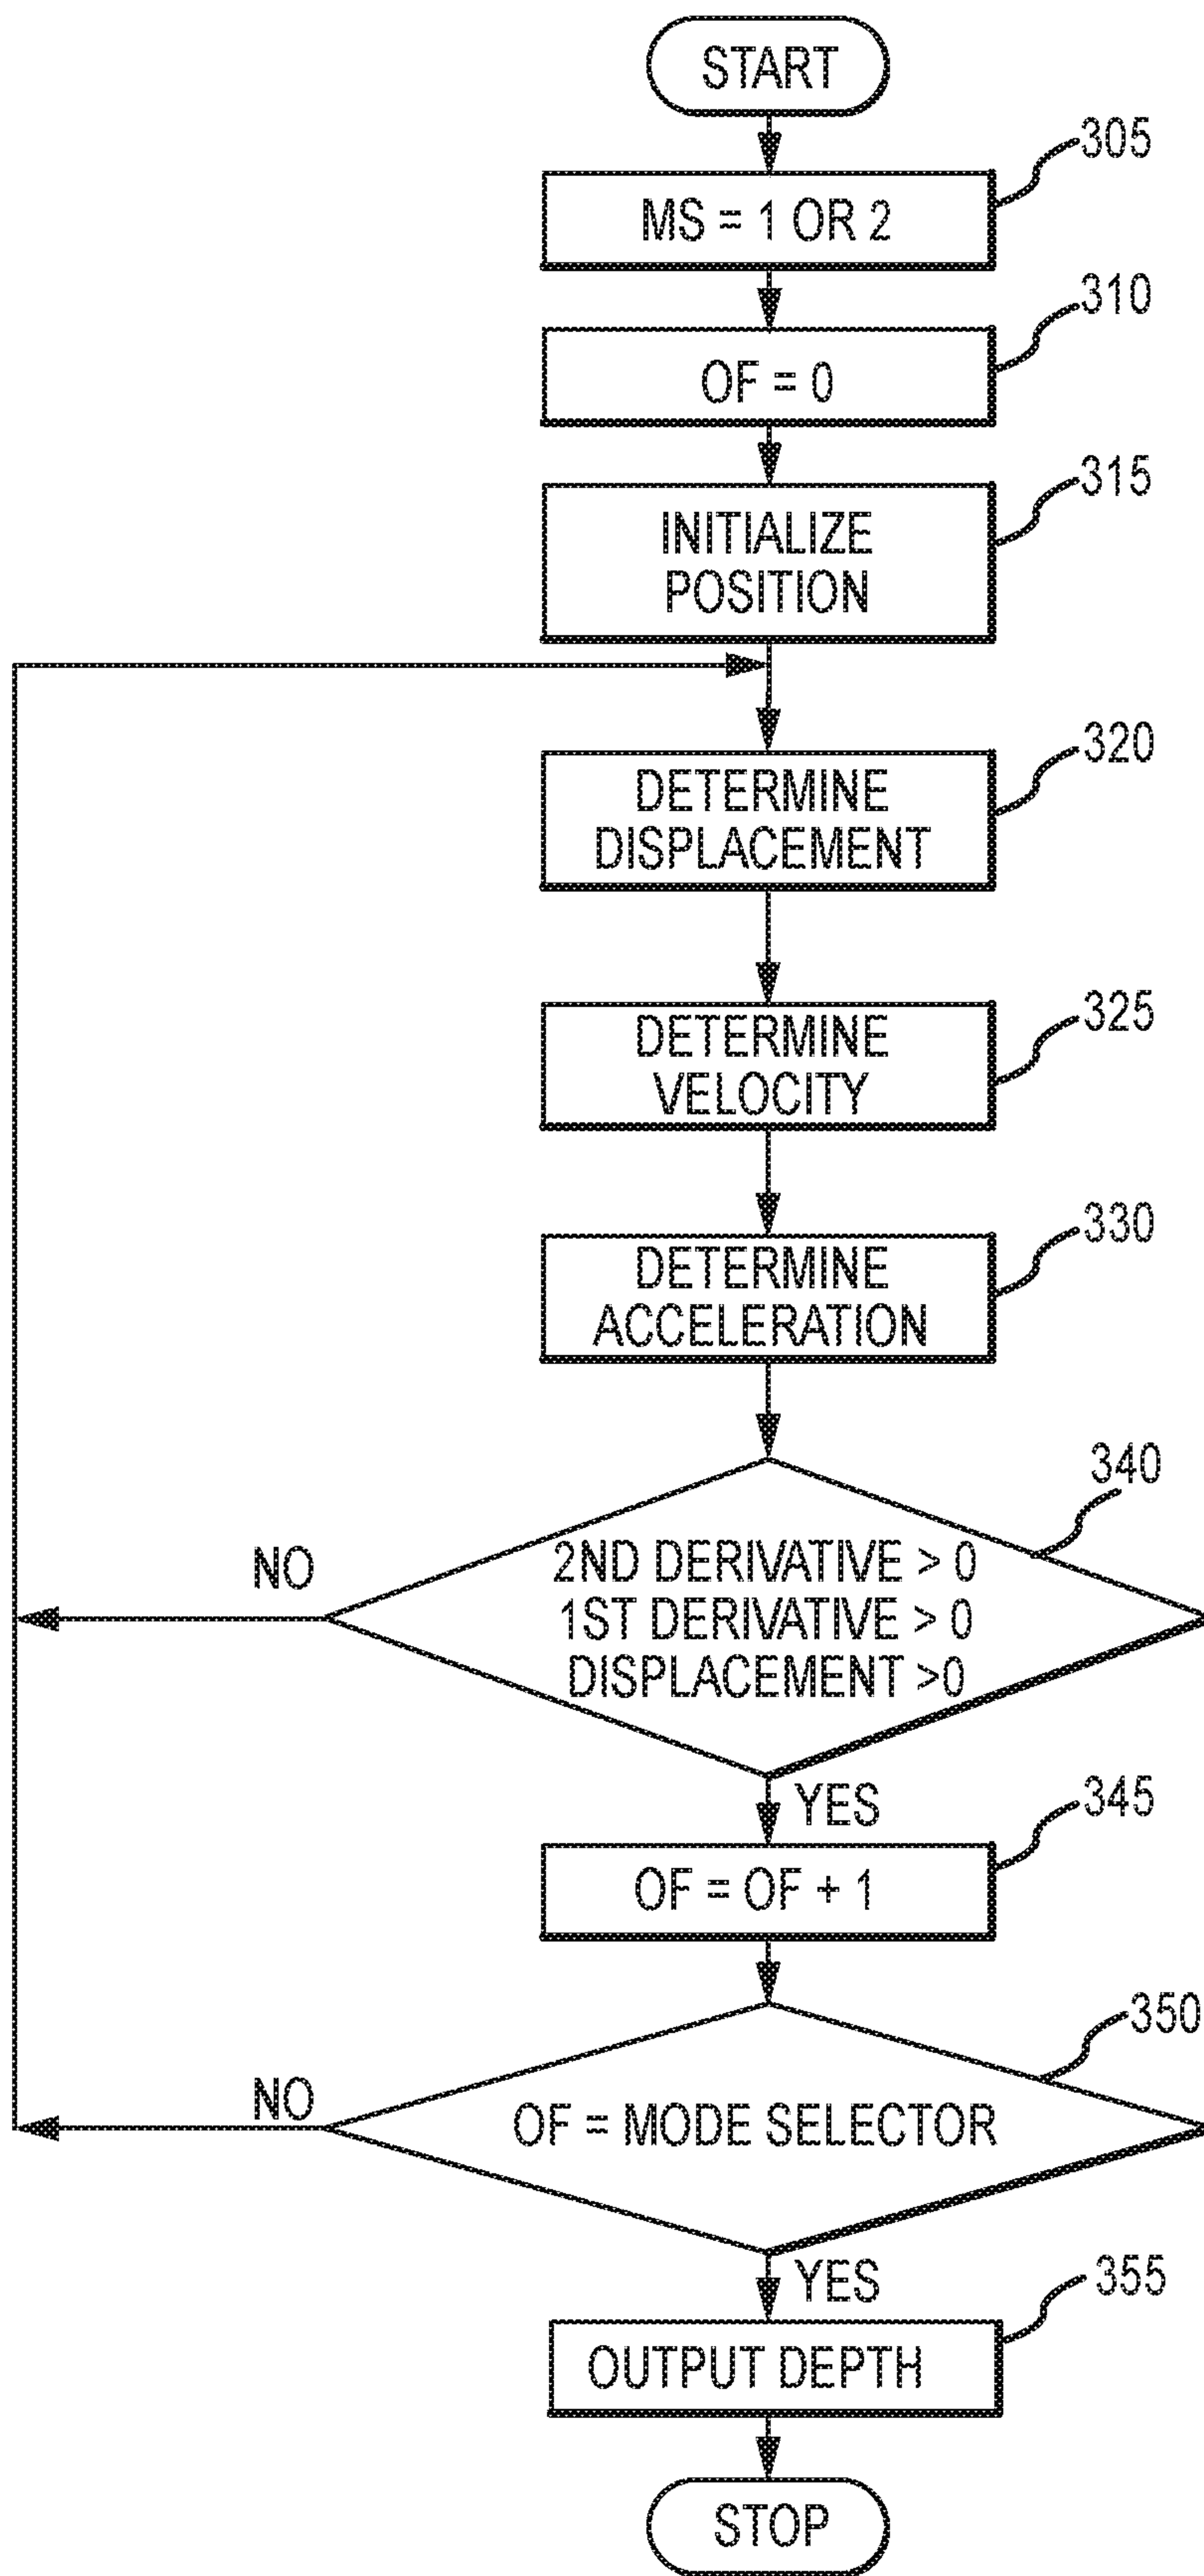 START
305
MS = 1 OR 2
310
OF = 0
315
INITIALIZE
POSITION
320
DETERMINE
DISPLACEMENT
325
DETERMINE
VELOCITY
330
DETERMINE
ACCELERATION
340
NO
2ND DERIVATIVE > 0
1ST DERIVATIVE > 0
DISPLACEMENT >0
YES
345
OF = OF + 1
350
NO
OF = MODE SELECTOR
YES
355
OUTPUT DEPTH
STOP